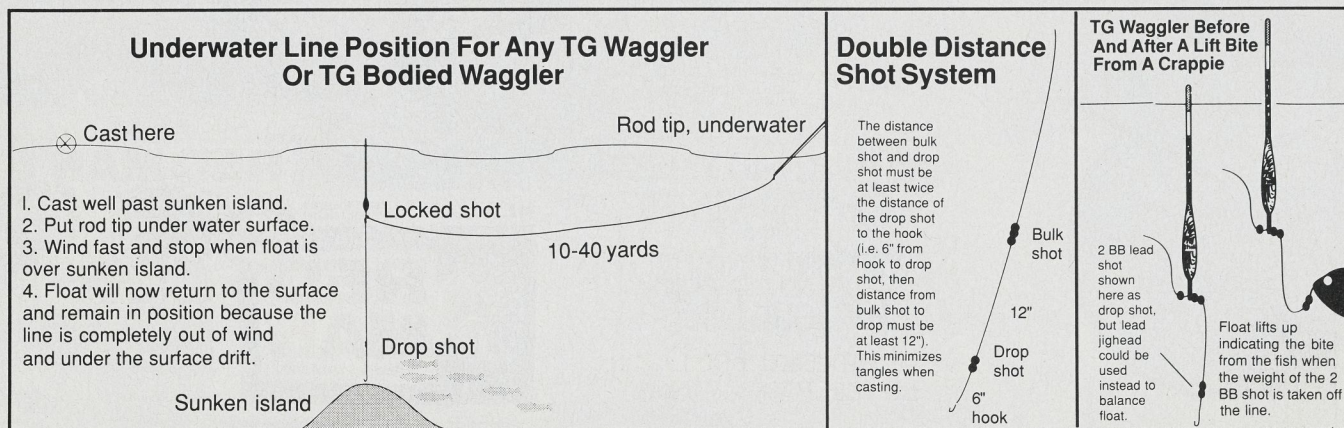 Underwater Line Position For Any TG Waggler
Or TG Bodied Waggler
Cast here
Rod tip, underwater
l. Cast well past sunken island.
2. Put rod tip under water surface.
3. Wind fast and stop when float is
over sunken island.
4. Float will now return to the surface
and remain in position because the
line is completely out of wind
and under the surface drift.
Locked shot
10-40 yards
Drop shot
Sunken island
Double Distance
Shot System
The distance
between bulk
shot and drop
shot must be
at least twice
the distance of
the drop shot
to the hook
(i.e. 6" from
hook to drop
shot, then
distance from
bulk shot to
drop must be
at least 12").
This minimizes
tangles when
casting.
Bulk
shot
12"
Drop
shot
6"
hook
TG Waggler Before
And After A Lift Bite
From A Crappie
2 BB lead
shot
shown
here as
drop shot,
but lead
jighead
could be
used
instead to
balance
float.
Float lifts up
indicating the bite
from the fish when
the weight of the 2
BB shot is taken off
the line.